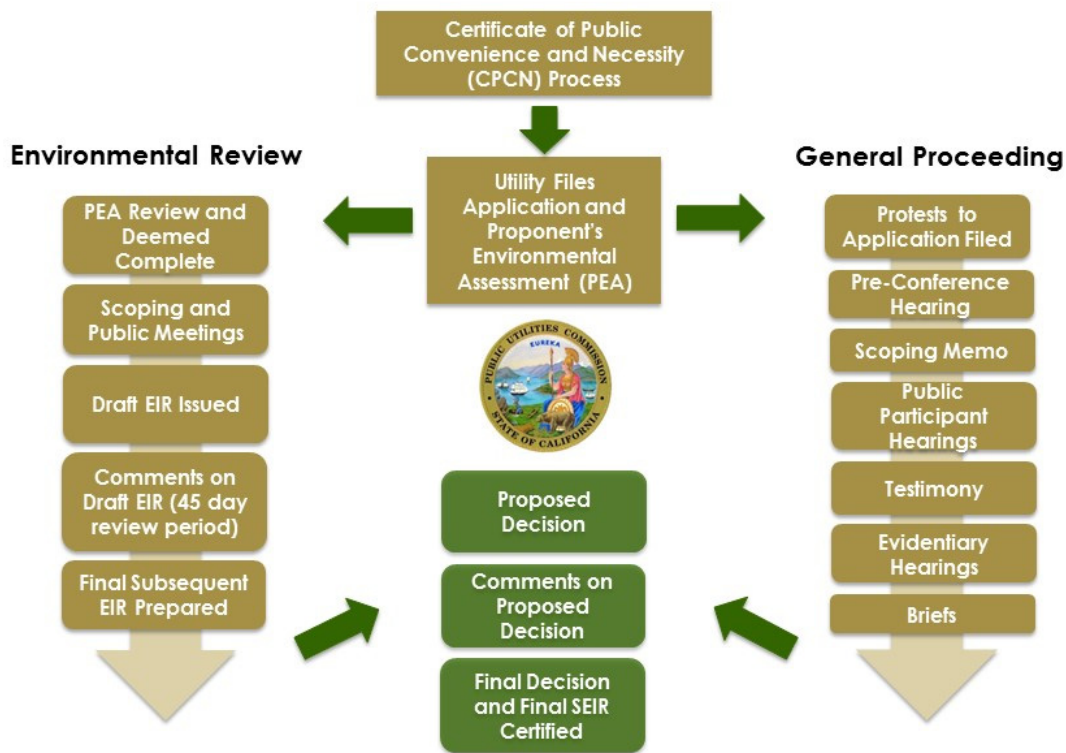 Certificate of Public
Convenience and Necessity
(CPCN) Process
Environmental Review
General Proceeding
Utility Files
Application and
Proponent's
Environmental
Assessment (PEA)
PEA Review and
Deemed
Complete
Scoping and
Public Meetings
Draft EIR Issued
Comments on
Draft EIR (45 day
review period)
Final Subsequent
EIR Prepared
Protests to
Application Filed
Pre-Conference
Hearing
Scoping Memo
Public
Participant
Hearings
Testimony
Evidentiary
Hearings
Briefs
PUBLIC UTILITIES COMMISSION
EUREKA
STATE OF CALIFORNIA
Proposed
Decision
Comments on
Proposed
Decision
Final Decision
and Final SEIR
Certified